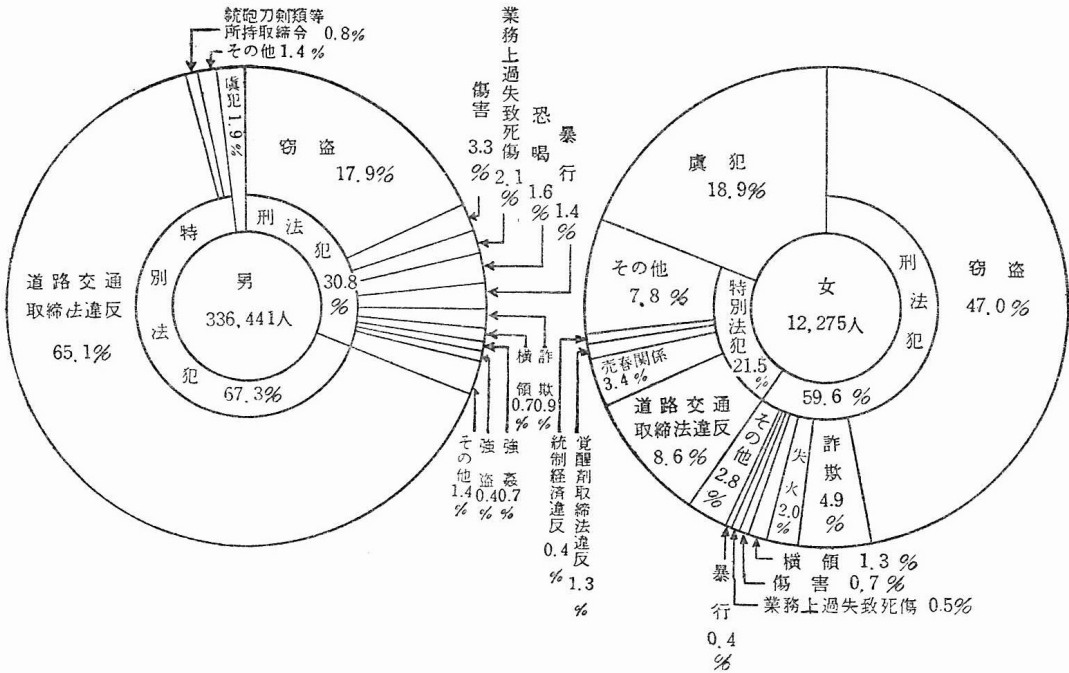 銃砲刀剣類等
所持取締令 0.8%
その他1.4%
虞犯1.9%
窃盗
17.9%
傷害
3.3%
業務上過失致死傷
2.1%
恐喝
1.6%
暴行
1.4%
詐欺
0.9%
横領
0.7%
強姦
0.7%
強盗
0.4%
その他
1.4%
刑法犯
30.8%
特別法犯
67.3%
男
336,441人
道路交通
取締法違反
65.1%
虞犯
18.9%
窃盗
47.0%
刑法犯
59.6%
女
12,275人
特別法犯
21.5%
その他
7.8%
売春関係
3.4%
道路交通
取締法違反
8.6%
その他
2.8%
失火
2.0%
詐欺
4.9%
横領 1.3%
傷害 0.7%
業務上過失致死傷 0.5%
暴行
0.4%
統制経済違反
0.4%
覚醒剤取締法違反
1.3%